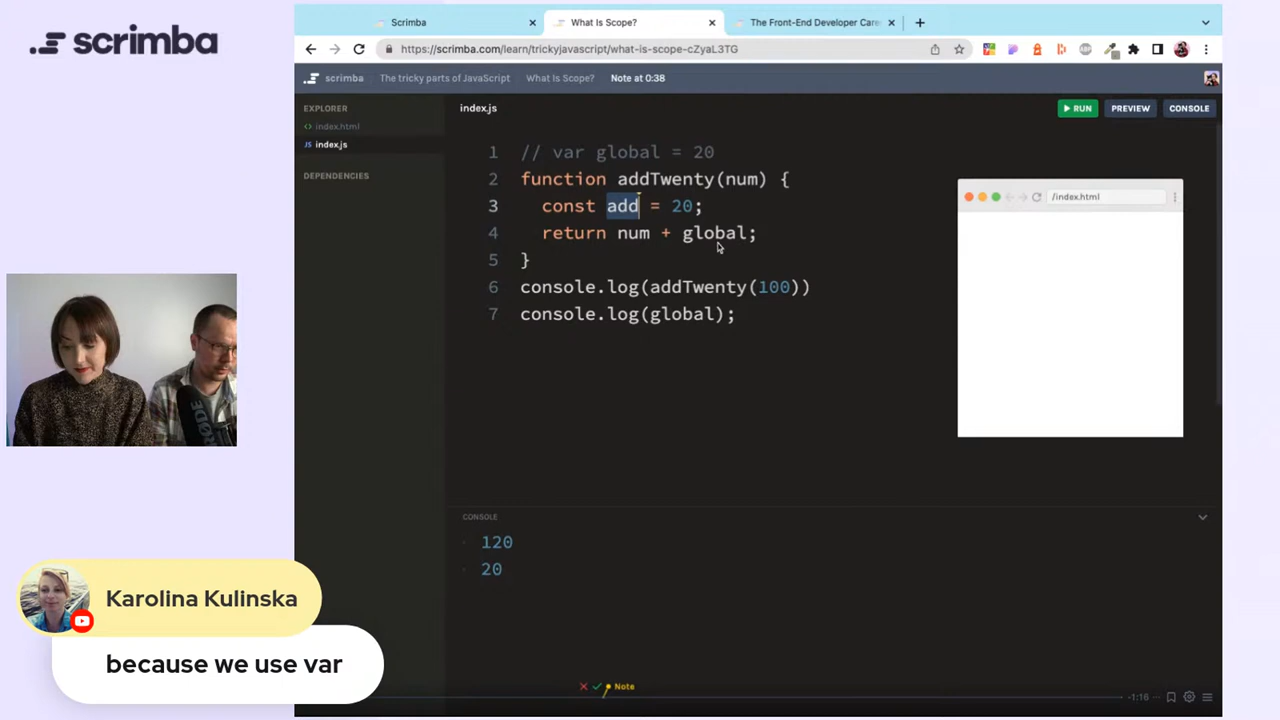 scrimba
Scrimba
What Is Scope?
The Front-End Developer Care
https://scrimba.com/learn/trickyjavascript/what-is-scope-cZyaL3TG
scrimba
The tricky parts of JavaScript
What Is Scope?
Note at 0:38
EXPLORER
index.html
JS index.js
DEPENDENCIES
index.js
RUN
PREVIEW
CONSOLE
1 // var global = 20
2 function addTwenty(num) {
3 const add = 20;
4 return num + global;
5 }
6 console.log(addTwenty(100))
7 console.log(global);
/index.html
RODE
CONSOLE
120
20
Karolina Kulinska
because we use var
Note
-1:16